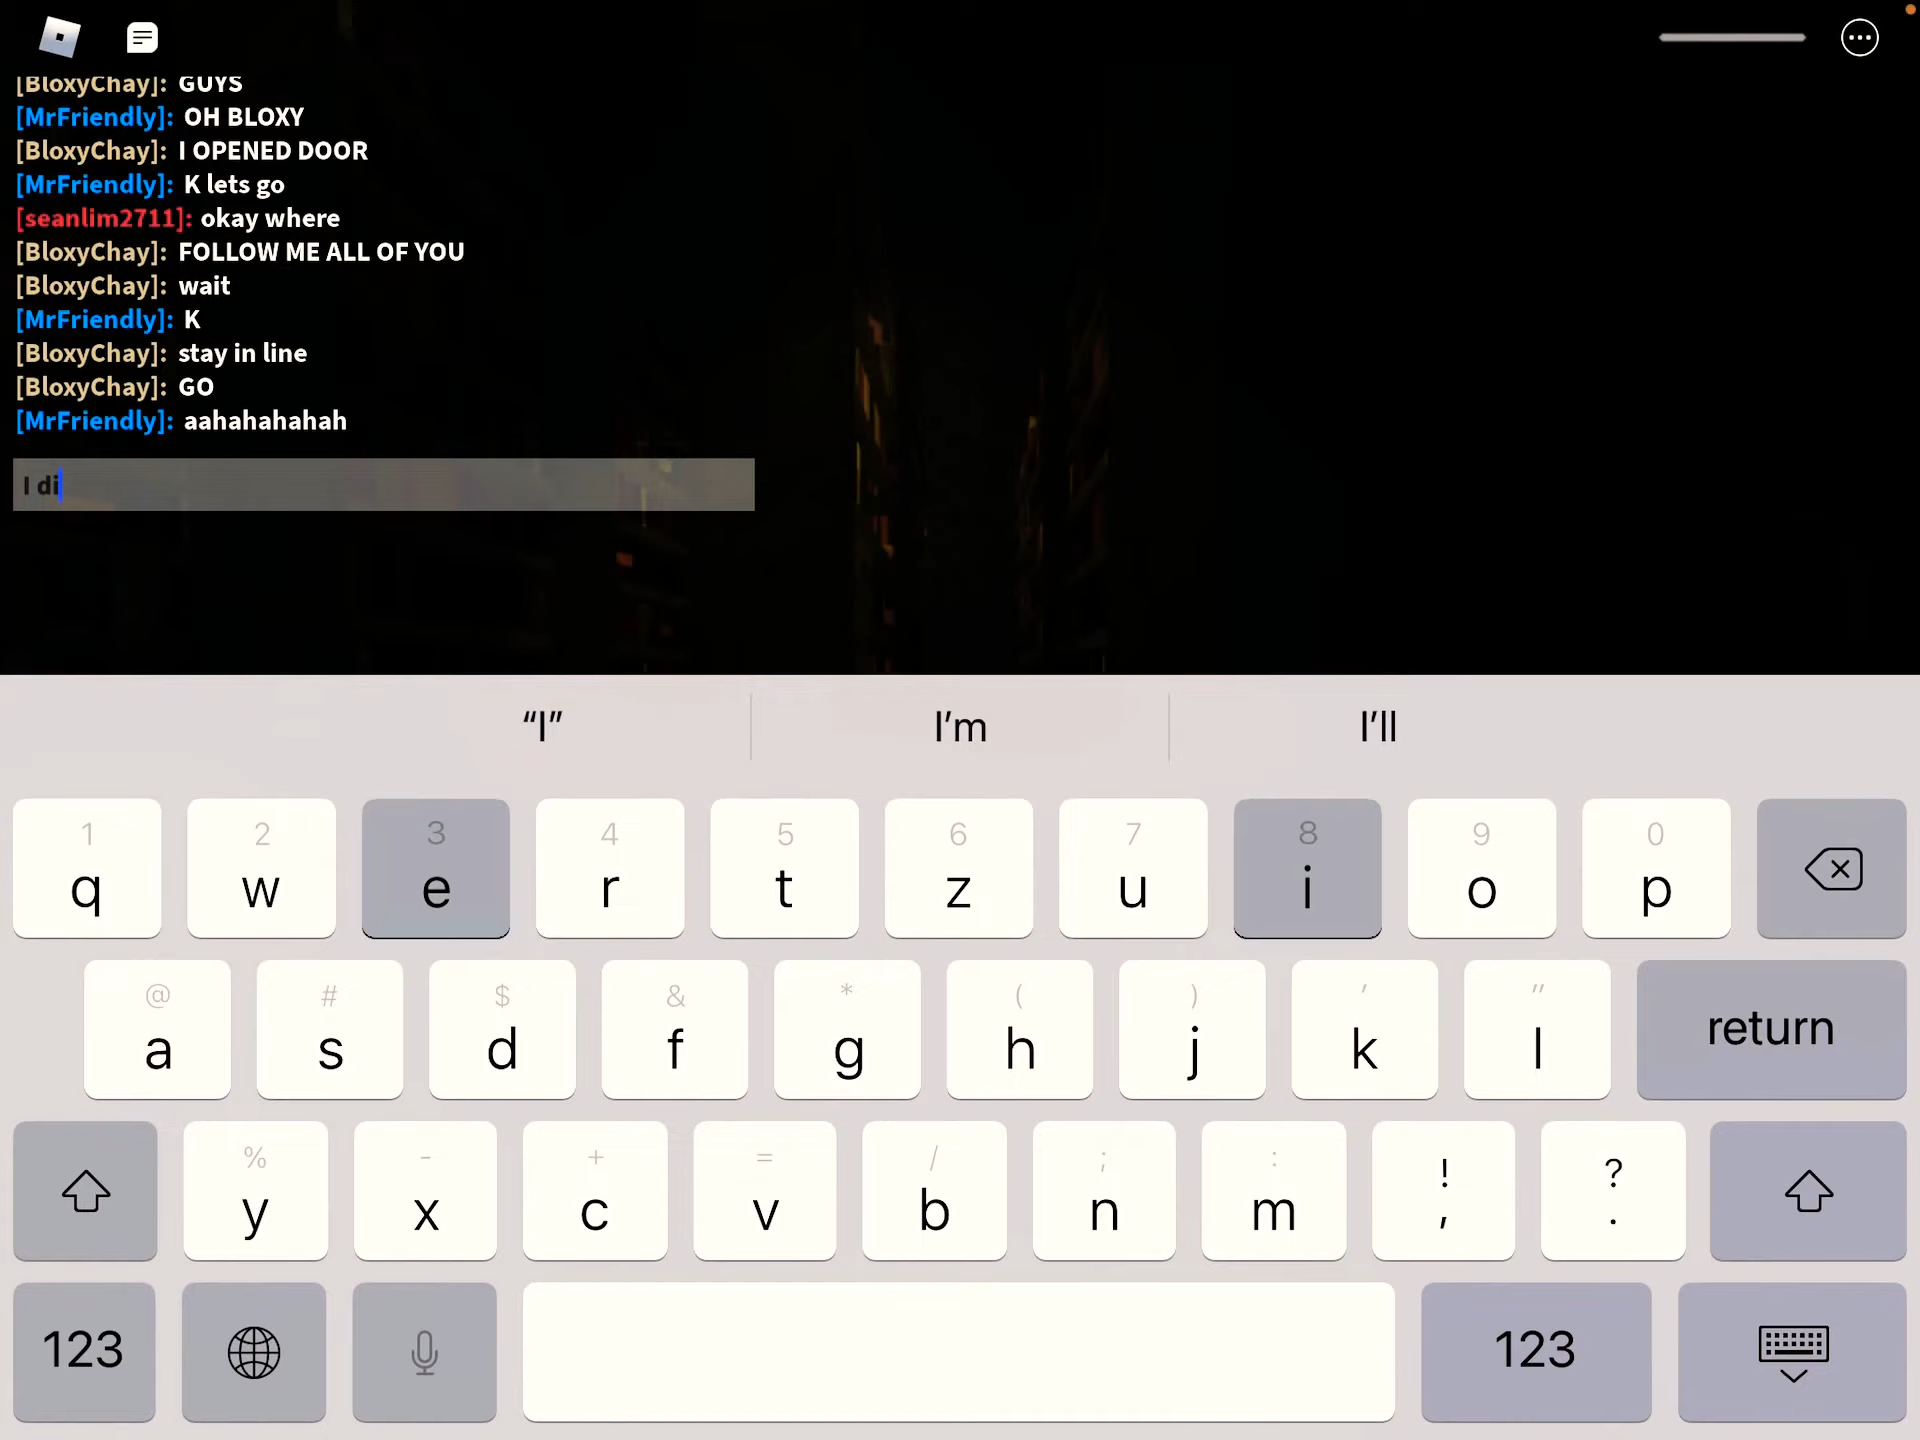 [BloxyChay]: GUYS
[MrFriendly]: OH BLOXY
[BloxyChay]: I OPENED DOOR
[MrFriendly]: K lets go
[seanlim2711]: okay where
[BloxyChay]: FOLLOW ME ALL OF YOU
[BloxyChay]: wait
[MrFriendly]: K
[BloxyChay]: stay in line
[BloxyChay]: GO
[MrFriendly]: aahahahahah
I di
“I” I’m I’ll
1 2 3 4 5 6 7 8 9 0
q w e r t z u i o p
@ # $ & * ( ) ′ ″
a s d f g h j k l return
% - + = / ; : ! ?
y x c v b n m , .
123 123